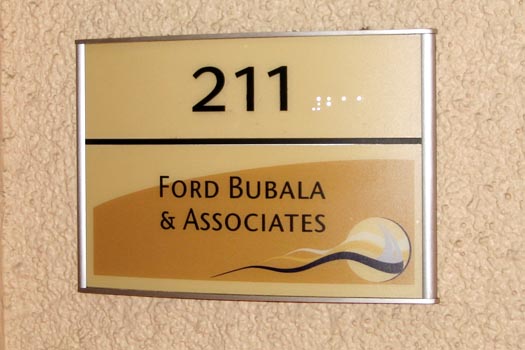 211 ⠼⠃⠁⠁
FORD BUBALA
& ASSOCIATES